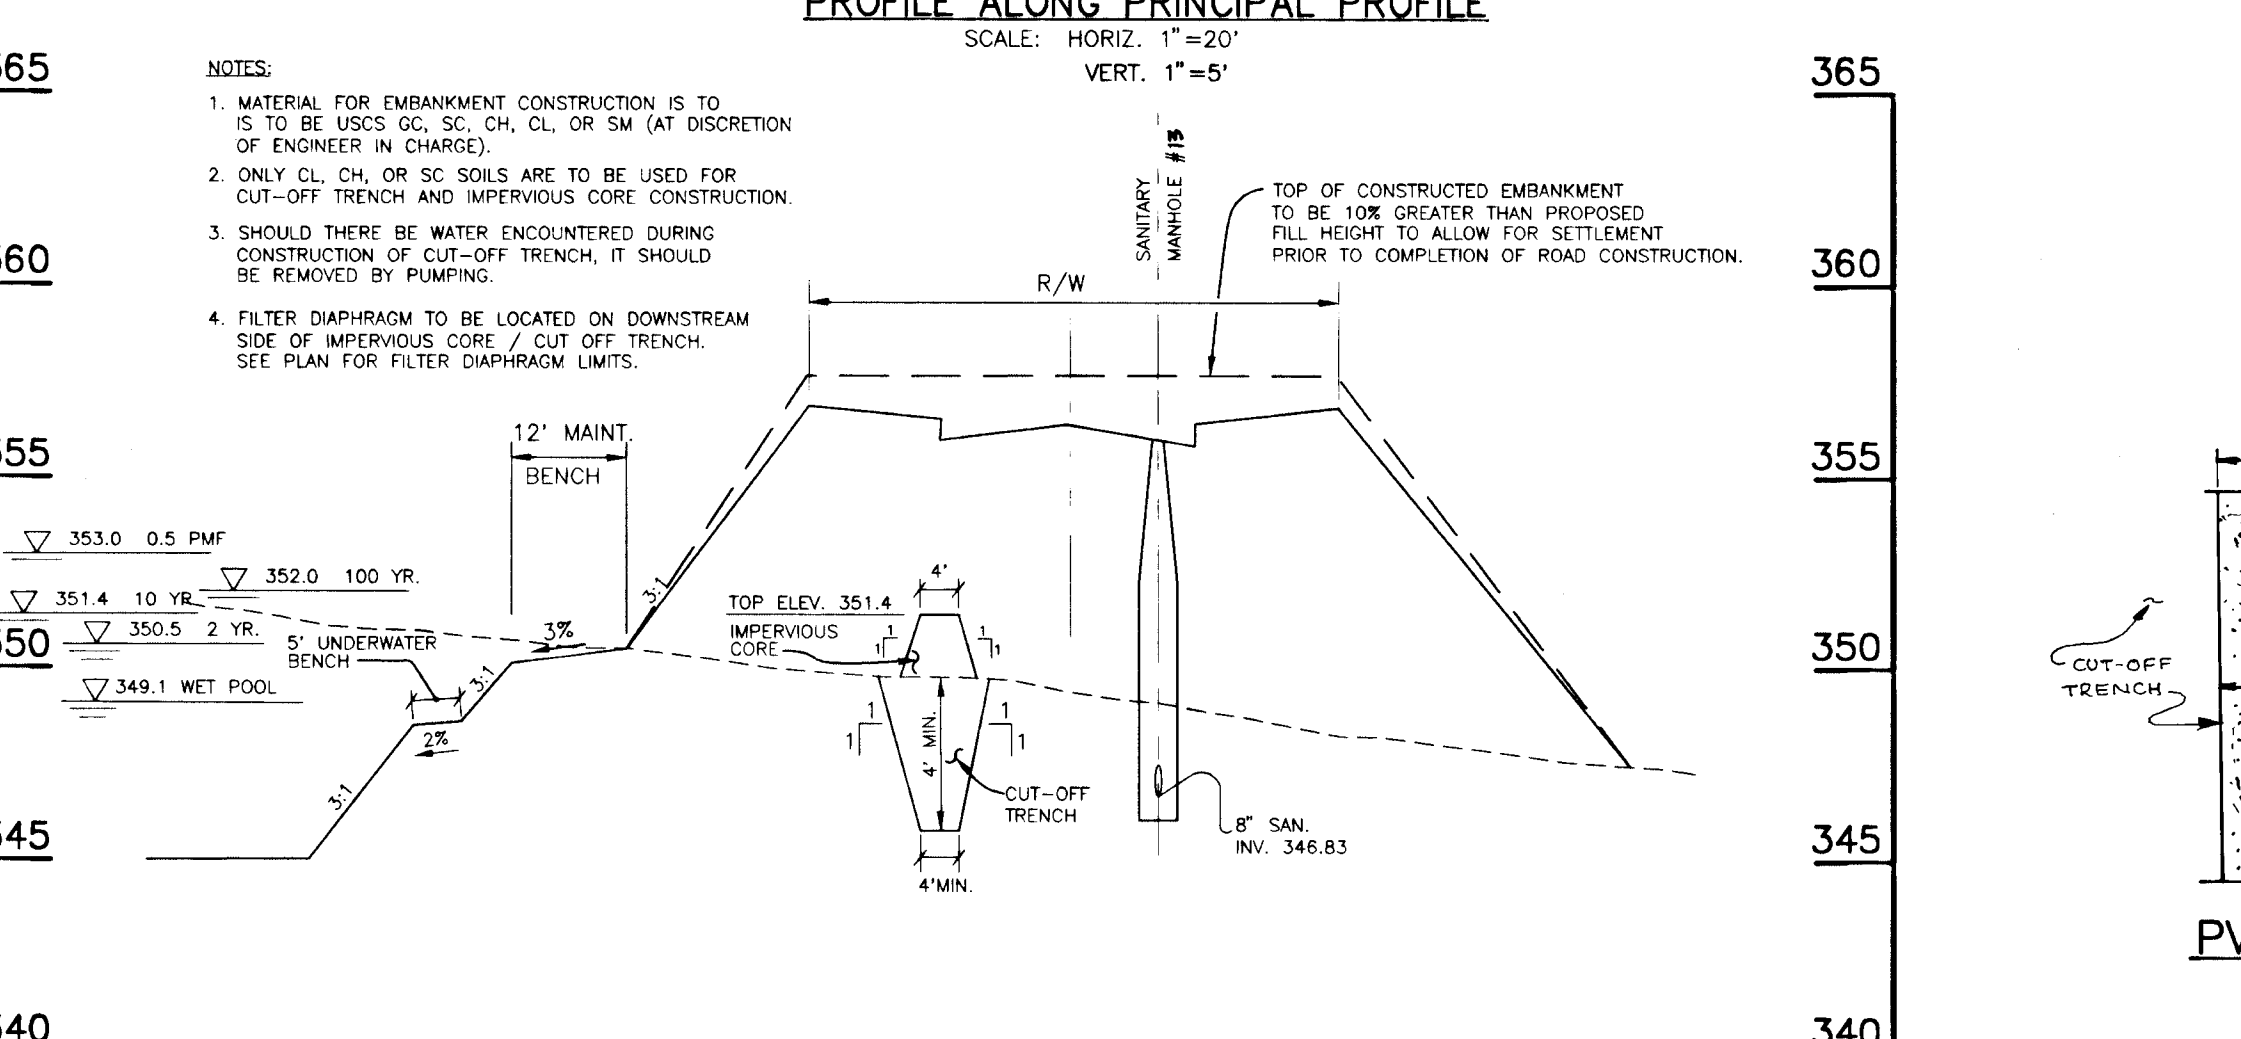 PROFILE ALONG PRINCIPAL PROFILE
SCALE: HORIZ. 1"=20'
VERT. 1"=5'
NOTES:
1. MATERIAL FOR EMBANKMENT CONSTRUCTION IS TO
IS TO BE USCS GC, SC, CH, CL, OR SM (AT DISCRETION
OF ENGINEER IN CHARGE).
2. ONLY CL, CH, OR SC SOILS ARE TO BE USED FOR
CUT-OFF TRENCH AND IMPERVIOUS CORE CONSTRUCTION.
3. SHOULD THERE BE WATER ENCOUNTERED DURING
CONSTRUCTION OF CUT-OFF TRENCH, IT SHOULD
BE REMOVED BY PUMPING.
4. FILTER DIAPHRAGM TO BE LOCATED ON DOWNSTREAM
SIDE OF IMPERVIOUS CORE / CUT OFF TRENCH.
SEE PLAN FOR FILTER DIAPHRAGM LIMITS.
65
60
55
50
45
40
SANITARY
MANHOLE #13
TOP OF CONSTRUCTED EMBANKMENT
TO BE 10% GREATER THAN PROPOSED
FILL HEIGHT TO ALLOW FOR SETTLEMENT
PRIOR TO COMPLETION OF ROAD CONSTRUCTION.
R/W
12' MAINT.
BENCH
353.0 0.5 PMF
352.0 100 YR.
351.4 10 YR
350.5 2 YR.
349.1 WET POOL
5' UNDERWATER
BENCH
3%
3:1
3:1
2%
3:1
4'
TOP ELEV. 351.4
IMPERVIOUS
CORE
1
1
1
1
1
1
1
1
4' MIN.
CUT-OFF
TRENCH
4'MIN.
8" SAN.
INV. 346.83
365
360
355
350
345
340
CUT-OFF
TRENCH
PV